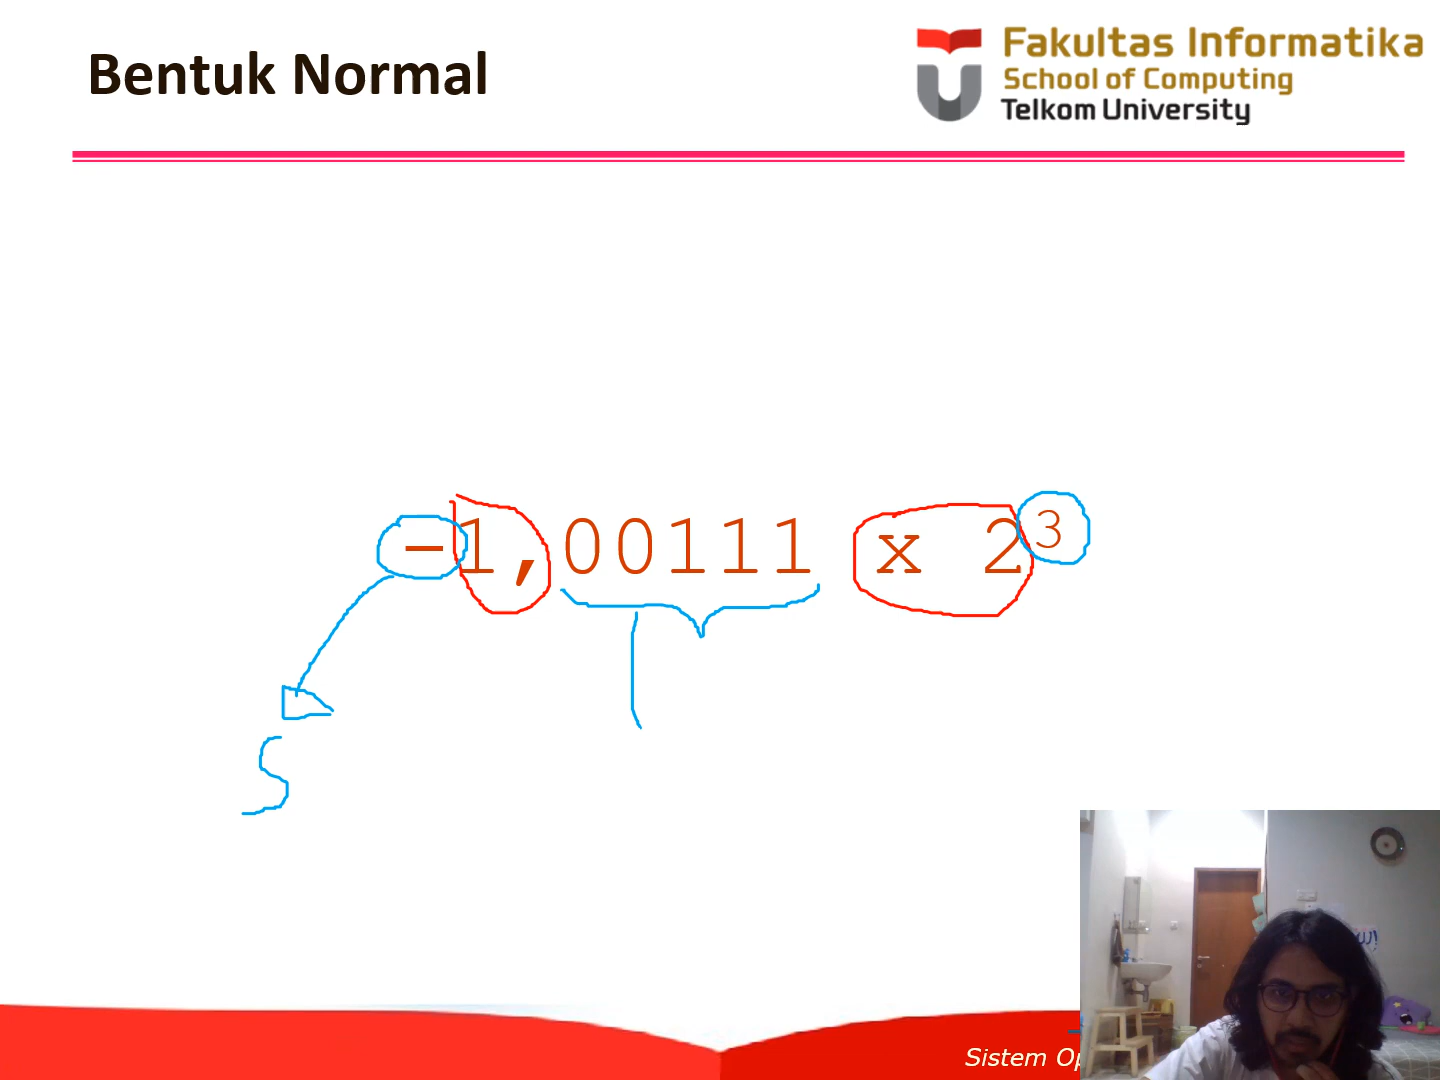 Bentuk Normal
Fakultas Informatika
School of Computing
Telkom University
-1,00111 x 2³
S
Sistem Op